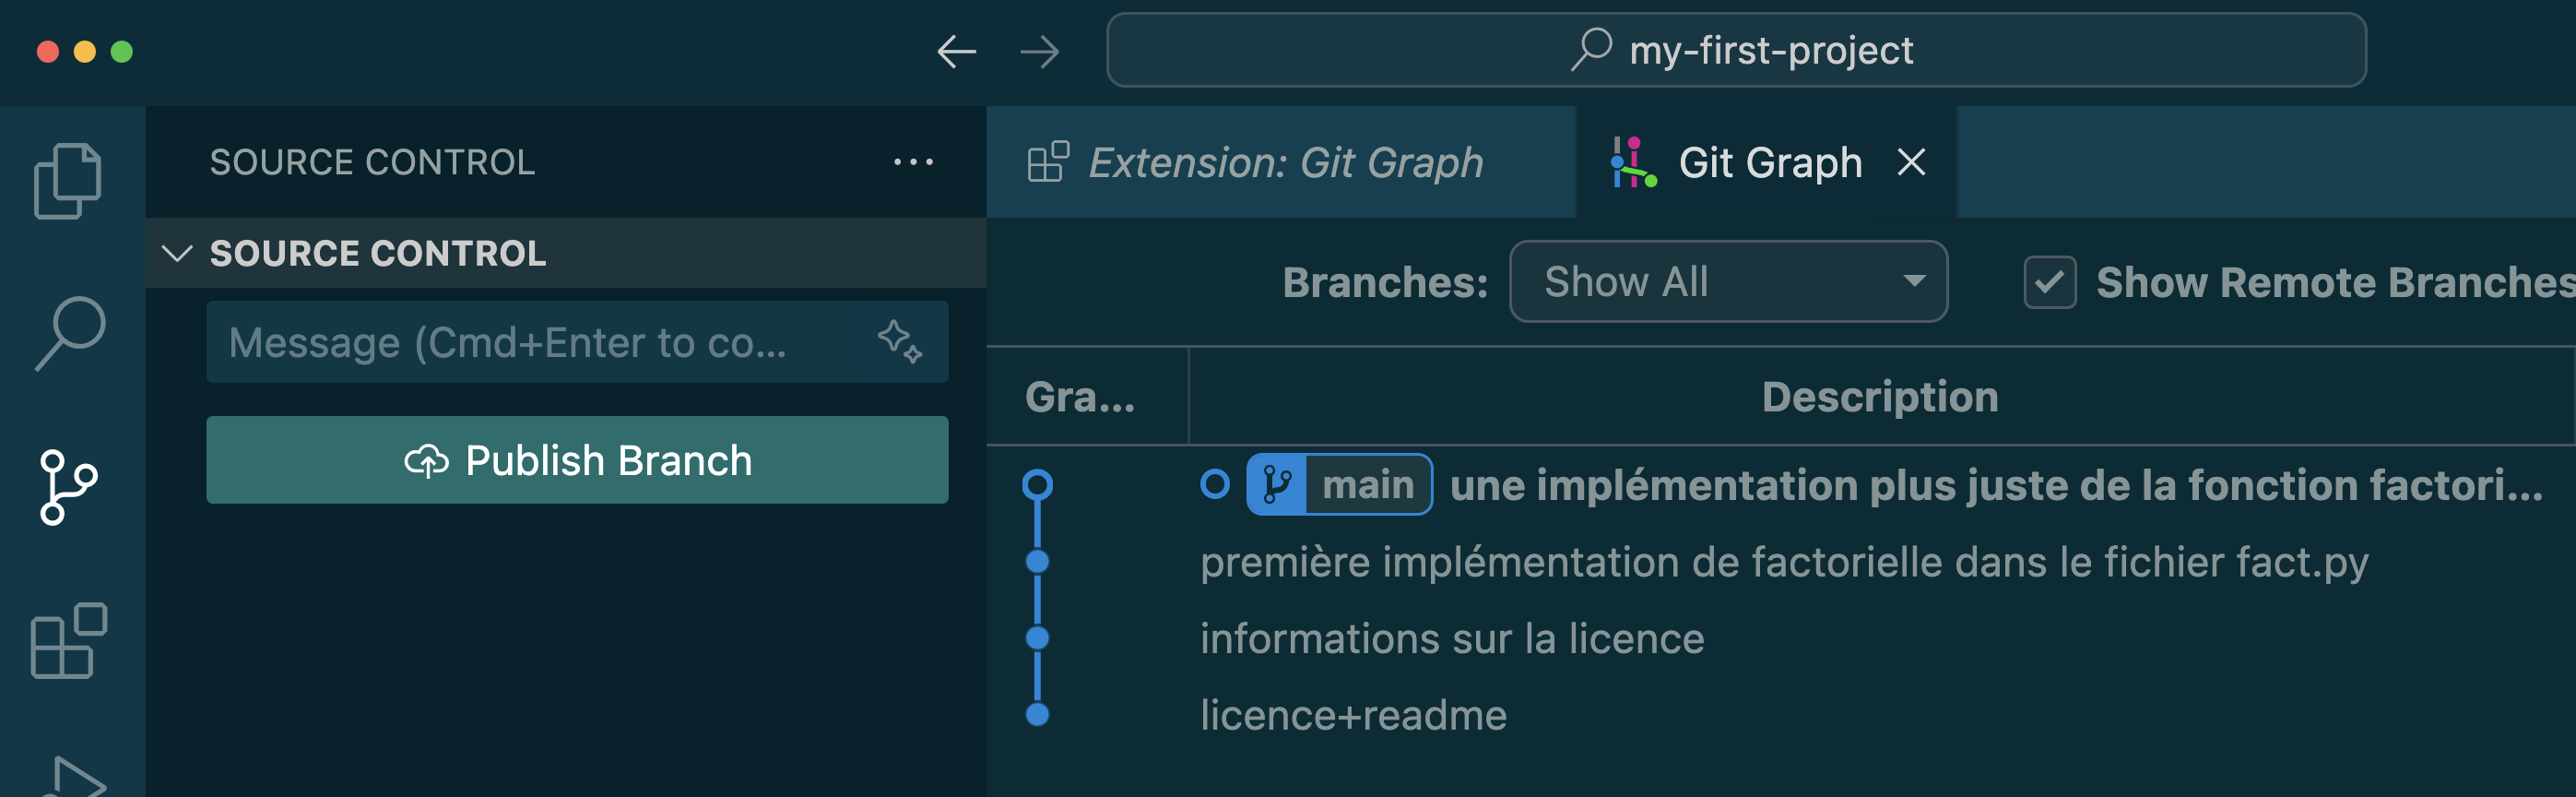 my-first-project
SOURCE CONTROL
Extension: Git Graph
Git Graph
SOURCE CONTROL
Message (Cmd+Enter to co...
Publish Branch
Branches: Show All
Show Remote Branches
Gra...
Description
main une implémentation plus juste de la fonction factori...
première implémentation de factorielle dans le fichier fact.py
informations sur la licence
licence+readme